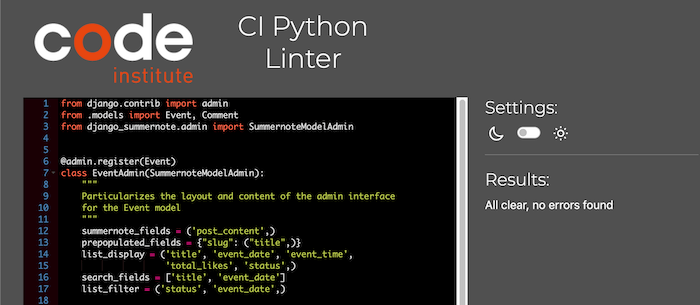 code
institute
CI Python
Linter
1 from django.contrib import admin
2 from .models import Event, Comment
3 from django_summernote.admin import SummernoteModelAdmin
4
5
6 @admin.register(Event)
7 class EventAdmin(SummernoteModelAdmin):
8 """
9 Particularizes the layout and content of the admin interface
10 for the Event model
11 """
12 summernote_fields = ('post_content',)
13 prepopulated_fields = {"slug": ("title",)}
14 list_display = ('title', 'event_date', 'event_time',
15 'total_likes', 'status',)
16 search_fields = ['title', 'event_date']
17 list_filter = ('status', 'event_date',)
18
Settings:
Results:
All clear, no errors found